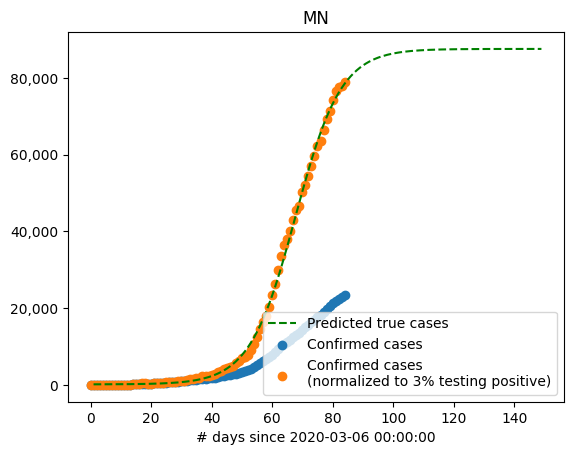 MN
80,000
60,000
40,000
20,000
0
Predicted true cases
Confirmed cases
Confirmed cases
(normalized to 3% testing positive)
0 20 40 60 80 100 120 140
# days since 2020-03-06 00:00:00